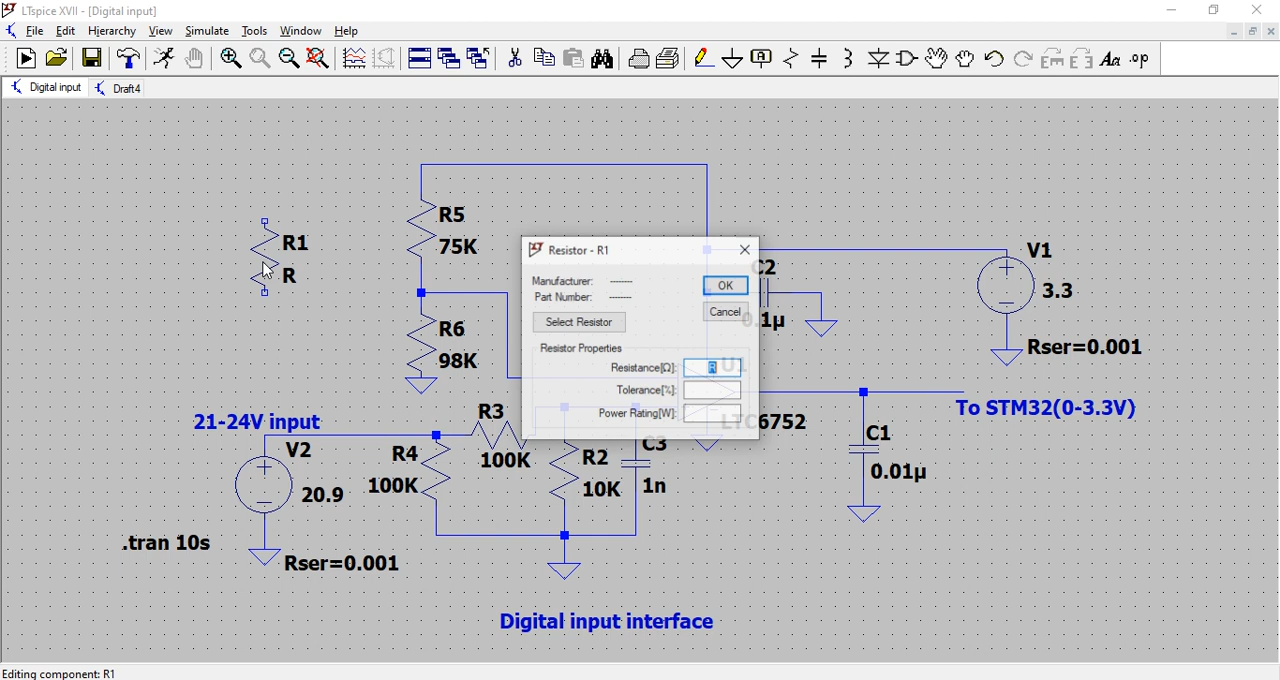 LTspice XVII - [Digital input]
File Edit Hierarchy View Simulate Tools Window Help
Aa .op
Digital input Draft4
R5
75K
R1
R
R6
98K
Resistor - R1
Manufacturer: --------
Part Number: --------
OK
Cancel
Select Resistor
Resistor Properties
Resistance[Ω]: R
Tolerance[%]:
Power Rating[W]:
C2
0.1µ
U1
LTC6752
V1
3.3
Rser=0.001
To STM32(0-3.3V)
C1
0.01µ
21-24V input
V2
20.9
R3
100K
R4
100K
R2
10K
C3
1n
.tran 10s
Rser=0.001
Digital input interface
Editing component: R1